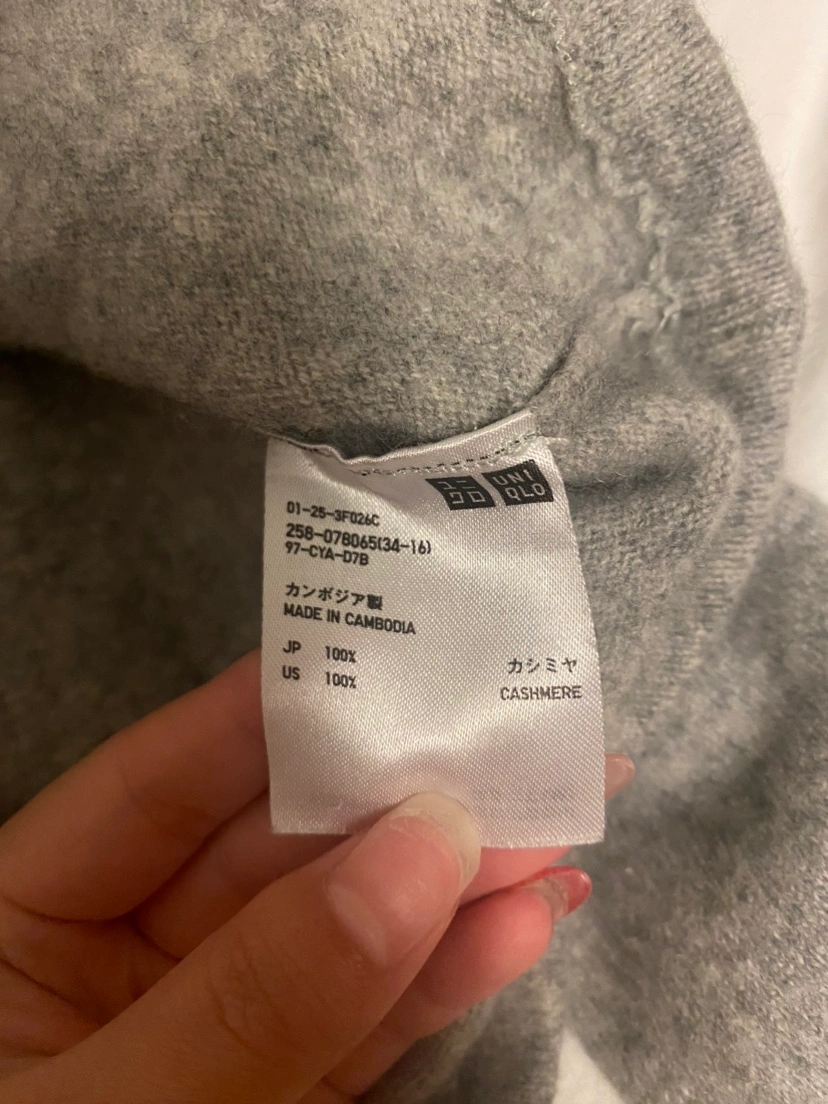 ユニ
クロ
UNI
QLO
01-25-3F026C
258-078065(34-16)
97-CYA-D7B
カンボジア製
MADE IN CAMBODIA
JP 100% カシミヤ
US 100% CASHMERE